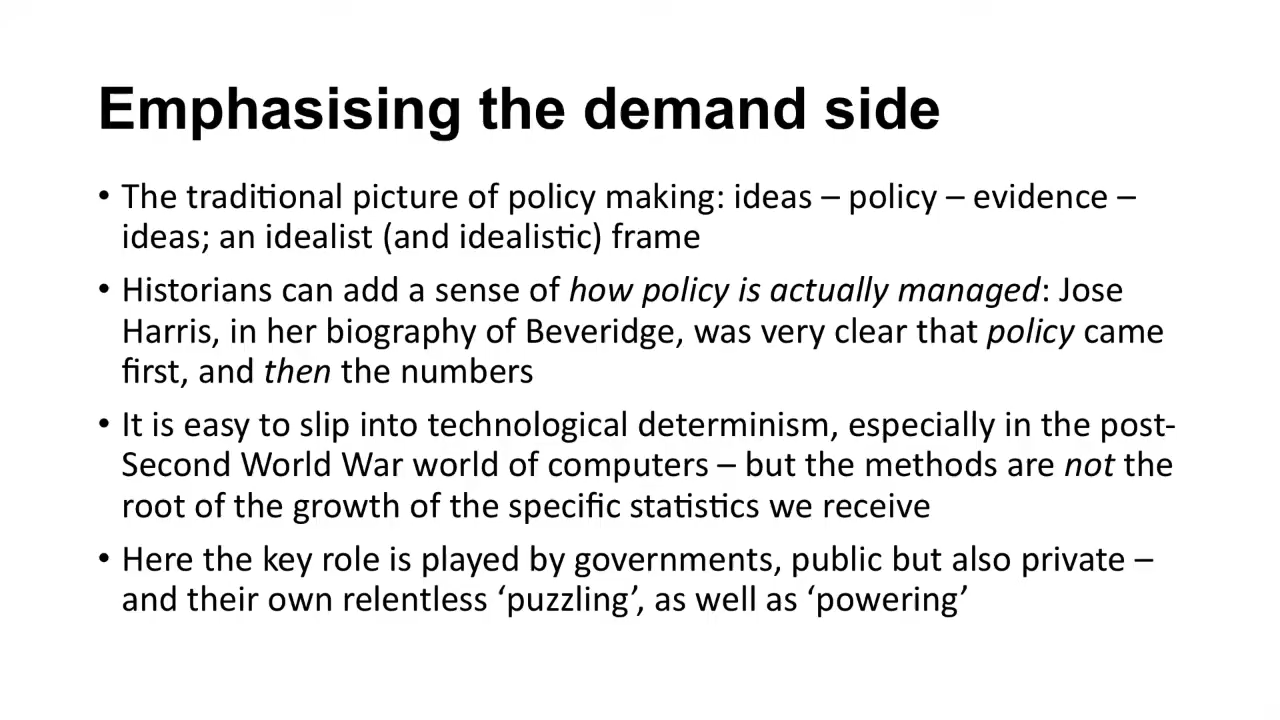 Emphasising the demand side
• The traditional picture of policy making: ideas – policy – evidence –
ideas; an idealist (and idealistic) frame
• Historians can add a sense of how policy is actually managed: Jose
Harris, in her biography of Beveridge, was very clear that policy came
first, and then the numbers
• It is easy to slip into technological determinism, especially in the post-
Second World War world of computers – but the methods are not the
root of the growth of the specific statistics we receive
• Here the key role is played by governments, public but also private –
and their own relentless ‘puzzling’, as well as ‘powering’